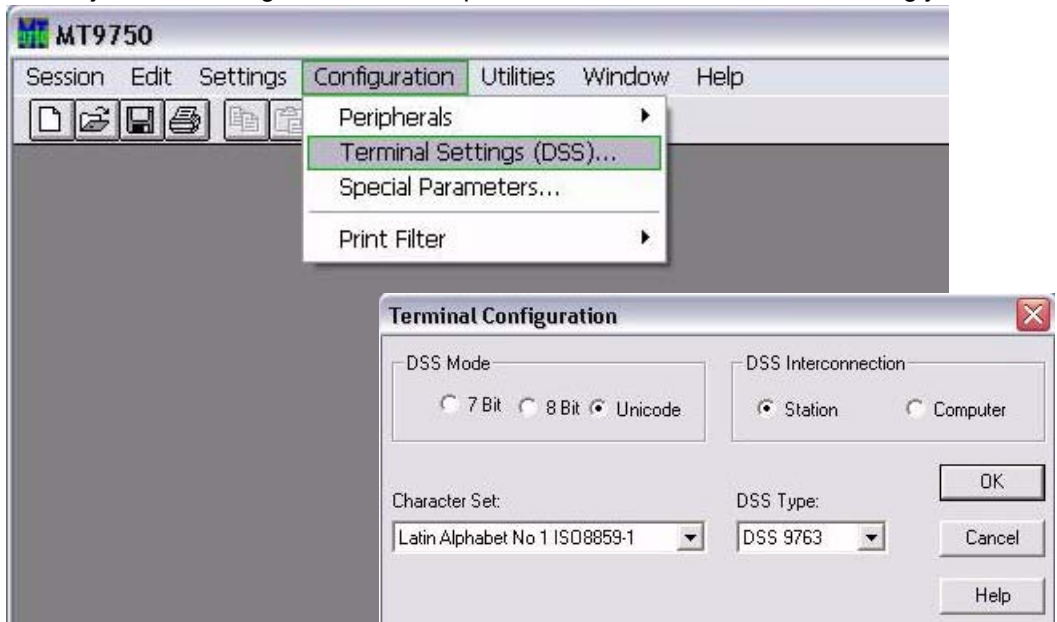 MT9750
Session Edit Settings Configuration Utilities Window Help
Peripherals
Terminal Settings (DSS)...
Special Parameters...
Print Filter
Terminal Configuration
DSS Mode
7 Bit 8 Bit Unicode
DSS Interconnection
Station Computer
Character Set:
Latin Alphabet No 1 ISO8859-1
DSS Type:
DSS 9763
OK
Cancel
Help